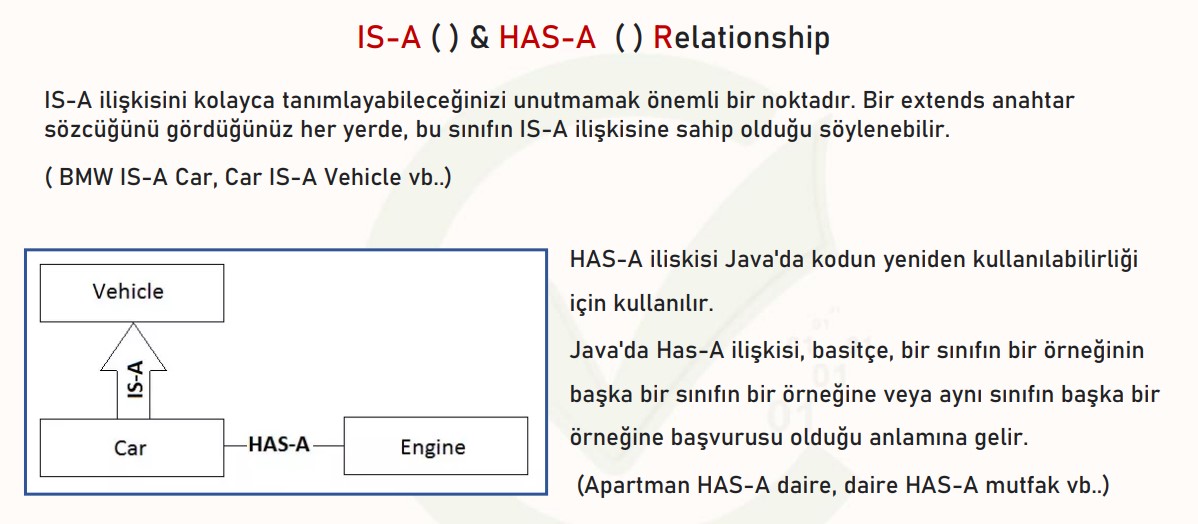 IS-A ( ) & HAS-A ( ) Relationship
IS-A ilişkisini kolayca tanımlayabileceğinizi unutmamak önemli bir noktadır. Bir extends anahtar
sözcüğünü gördüğünüz her yerde, bu sınıfın IS-A ilişkisine sahip olduğu söylenebilir.
( BMW IS-A Car, Car IS-A Vehicle vb..)
Vehicle
IS-A
Car
HAS-A
Engine
HAS-A iliskisi Java'da kodun yeniden kullanılabilirliği
için kullanılır.
Java'da Has-A ilişkisi, basitçe, bir sınıfın bir örneğinin
başka bir sınıfın bir örneğine veya aynı sınıfın başka bir
örneğine başvurusu olduğu anlamına gelir.
(Apartman HAS-A daire, daire HAS-A mutfak vb..)
01
01
01